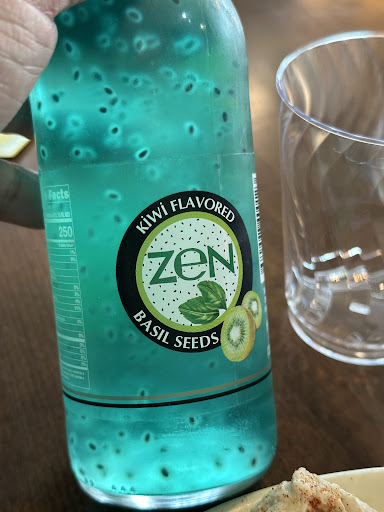 Facts
250
KiWi FLAVORED
ZEN
BASIL SEEDS